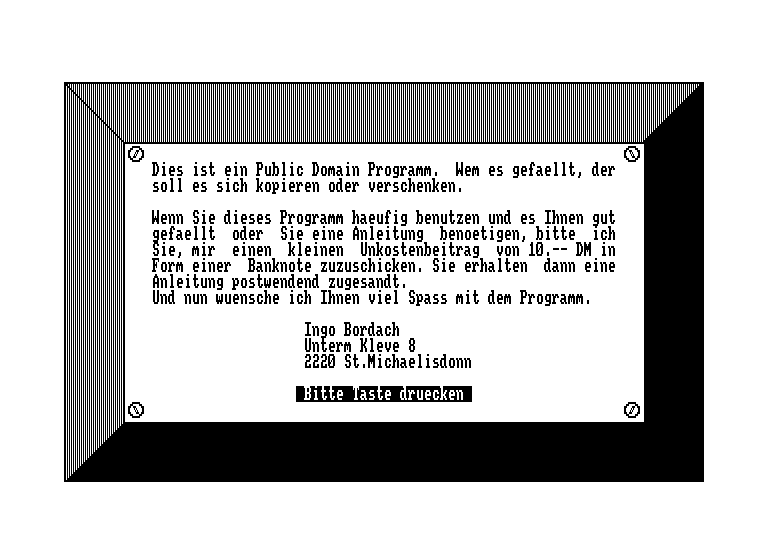 Dies ist ein Public Domain Programm.  Wem es gefaellt, der
soll es sich kopieren oder verschenken.
Wenn Sie dieses Programm haeufig benutzen und es Ihnen gut
gefaellt  oder  Sie eine Anleitung  benoetigen, bitte  ich
Sie, mir  einen  kleinen  Unkostenbeitrag  von 10.-- DM in
Form einer  Banknote zuzuschicken. Sie erhalten  dann eine
Anleitung postwendend zugesandt.
Und nun wuensche ich Ihnen viel Spass mit dem Programm.
Ingo Bordach
Unterm Kleve 8
2220 St.Michaelisdonn
Bitte Taste druecken